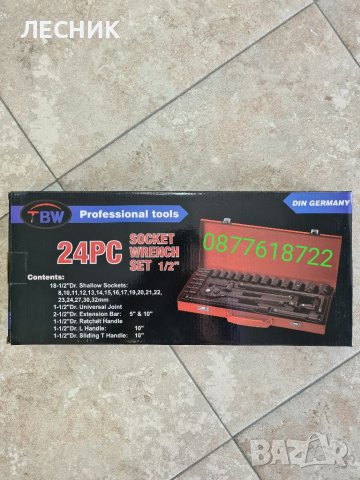 ЛЕСНИК
TBW
Professional tools
DIN GERMANY
24PC
SOCKET
WRENCH
SET 1/2"
0877618722
Contents:
18-1/2"Dr. Shallow Sockets:
8,10,11,12,13,14,15,16,17,19,20,21,22,
23,24,27,30,32mm
1-1/2"Dr. Universal Joint
2-1/2"Dr. Extension Bar: 5" & 10"
1-1/2"Dr. Ratchet Handle
1-1/2"Dr. L Handle: 10"
1-1/2"Dr. Sliding T Handle: 10"
BAZAR